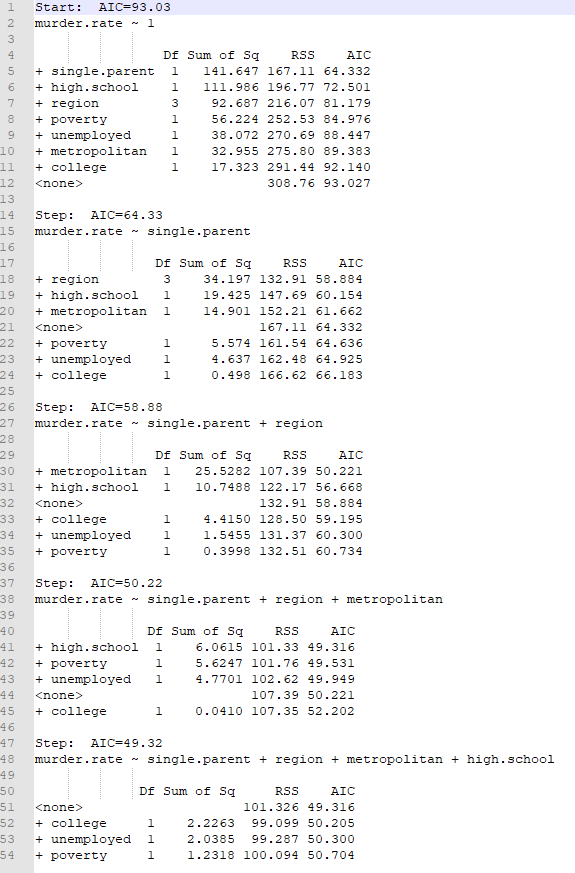 1 Start:  AIC=93.03
2 murder.rate ~ 1
3
4                 Df Sum of Sq    RSS    AIC
5 + single.parent  1   141.647 167.11 64.332
6 + high.school    1   111.986 196.77 72.501
7 + region         3    92.687 216.07 81.179
8 + poverty        1    56.224 252.53 84.976
9 + unemployed     1    38.072 270.69 88.447
10 + metropolitan   1    32.955 275.80 89.383
11 + college        1    17.323 291.44 92.140
12 <none>                       308.76 93.027
13
14 Step:  AIC=64.33
15 murder.rate ~ single.parent
16
17                Df Sum of Sq    RSS    AIC
18 + region        3    34.197 132.91 58.884
19 + high.school   1    19.425 147.69 60.154
20 + metropolitan  1    14.901 152.21 61.662
21 <none>                      167.11 64.332
22 + poverty       1     5.574 161.54 64.636
23 + unemployed    1     4.637 162.48 64.925
24 + college       1     0.498 166.62 66.183
25
26 Step:  AIC=58.88
27 murder.rate ~ single.parent + region
28
29                Df Sum of Sq    RSS    AIC
30 + metropolitan  1   25.5282 107.39 50.221
31 + high.school   1   10.7488 122.17 56.668
32 <none>                      132.91 58.884
33 + college       1    4.4150 128.50 59.195
34 + unemployed    1    1.5455 131.37 60.300
35 + poverty       1    0.3998 132.51 60.734
36
37 Step:  AIC=50.22
38 murder.rate ~ single.parent + region + metropolitan
39
40               Df Sum of Sq    RSS    AIC
41 + high.school  1    6.0615 101.33 49.316
42 + poverty      1    5.6247 101.76 49.531
43 + unemployed   1    4.7701 102.62 49.949
44 <none>                     107.39 50.221
45 + college      1    0.0410 107.35 52.202
46
47 Step:  AIC=49.32
48 murder.rate ~ single.parent + region + metropolitan + high.school
49
50              Df Sum of Sq     RSS    AIC
51 <none>                    101.326 49.316
52 + college     1    2.2263  99.099 50.205
53 + unemployed  1    2.0385  99.287 50.300
54 + poverty     1    1.2318 100.094 50.704